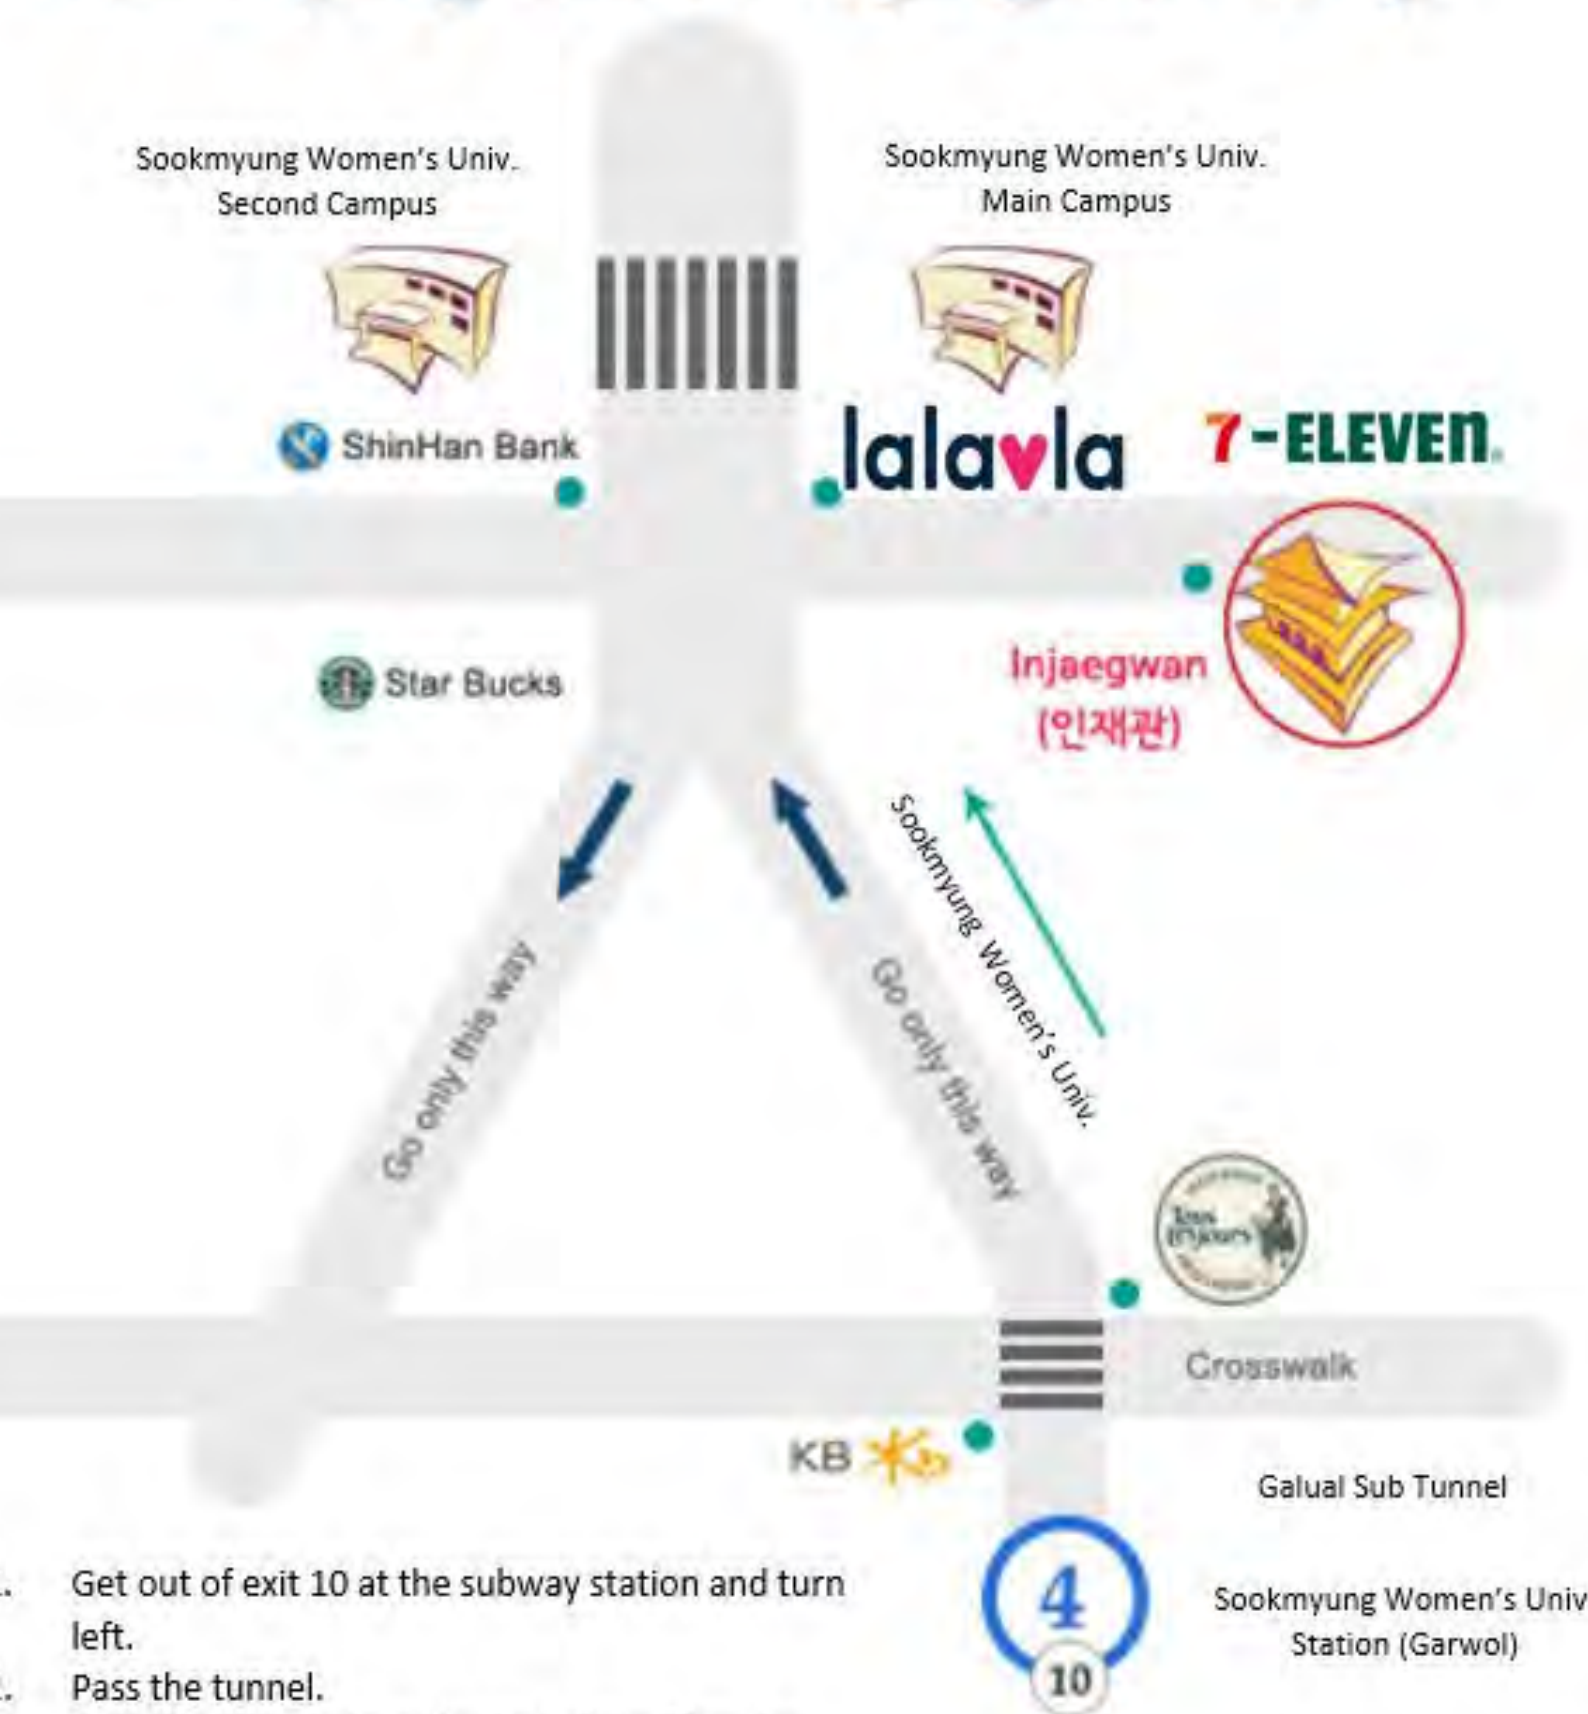 Sookmyung Women's Univ.
Second Campus
Sookmyung Women's Univ.
Main Campus
ShinHan Bank
lalavla
7-ELEVEN
Star Bucks
Injaegwan
(인재관)
Sookmyung Women's Univ.
Go only this way
Go only this way
Tous les jours
Crosswalk
KB
Galual Sub Tunnel
4
10
Sookmyung Women's Univ
Station (Garwol)
Get out of exit 10 at the subway station and turn
left.
Pass the tunnel.